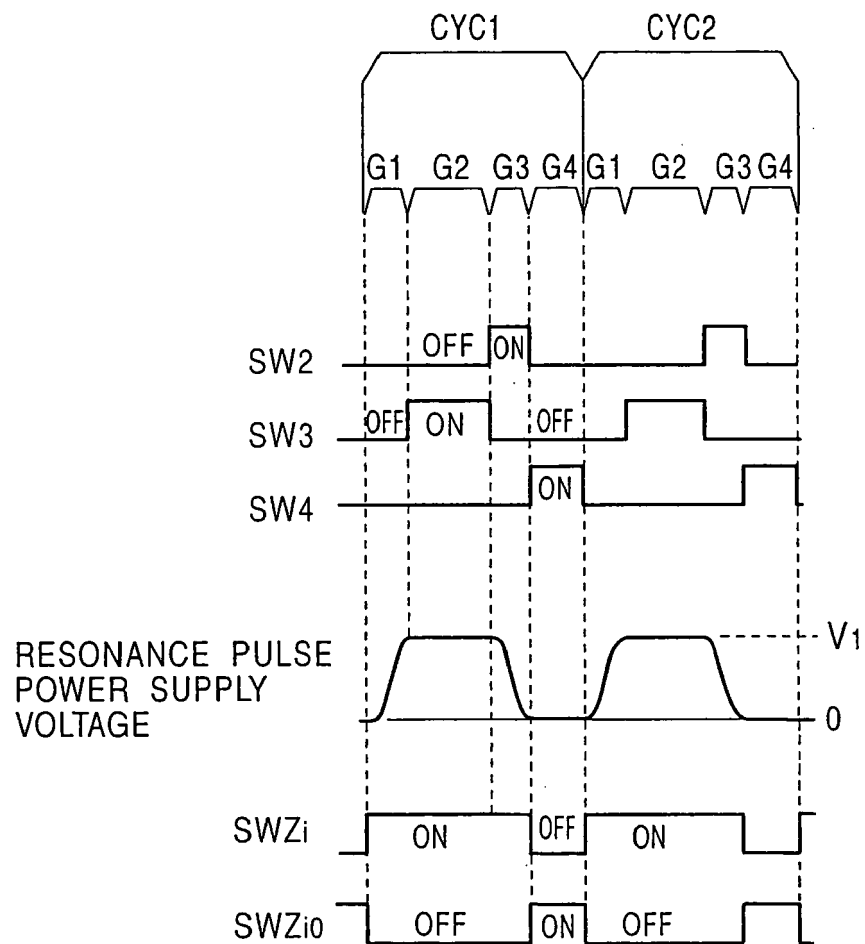 CYC1 CYC2
G1 G2 G3 G4 G1 G2 G3 G4
SW2 OFF ON
SW3 OFF ON OFF
SW4 ON
RESONANCE PULSE
POWER SUPPLY
VOLTAGE
V1
0
SWZi ON OFF ON
SWZi0 OFF ON OFF